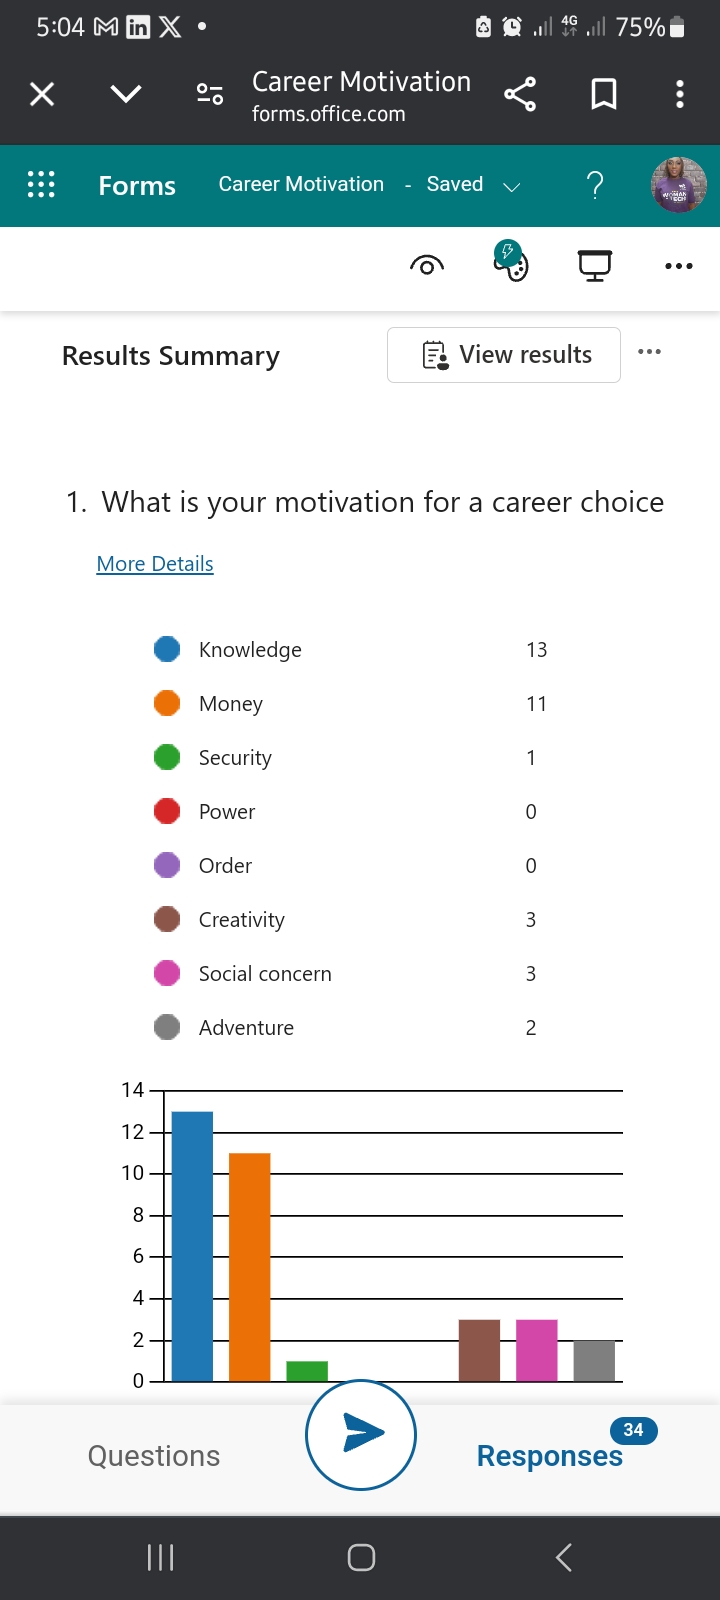 5:04 75%
4G
Career Motivation
forms.office.com
Forms Career Motivation - Saved ?
WOMAN
TECH
Results Summary View results
1. What is your motivation for a career choice
More Details
Knowledge 13
Money 11
Security 1
Power 0
Order 0
Creativity 3
Social concern 3
Adventure 2
14
12
10
8
6
4
2
0
Questions Responses 34